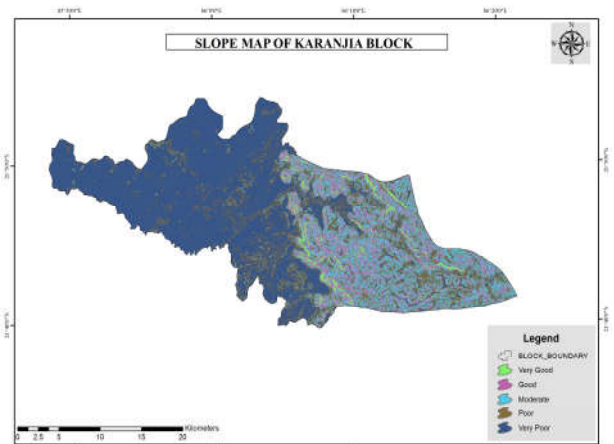 SLOPE MAP OF KARANJIA BLOCK
N
W E
S
Legend
BLOCK_BOUNDARY
Very Good
Good
Moderate
Poor
Very Poor
Kilometers
0 2.5 5 10 15 20